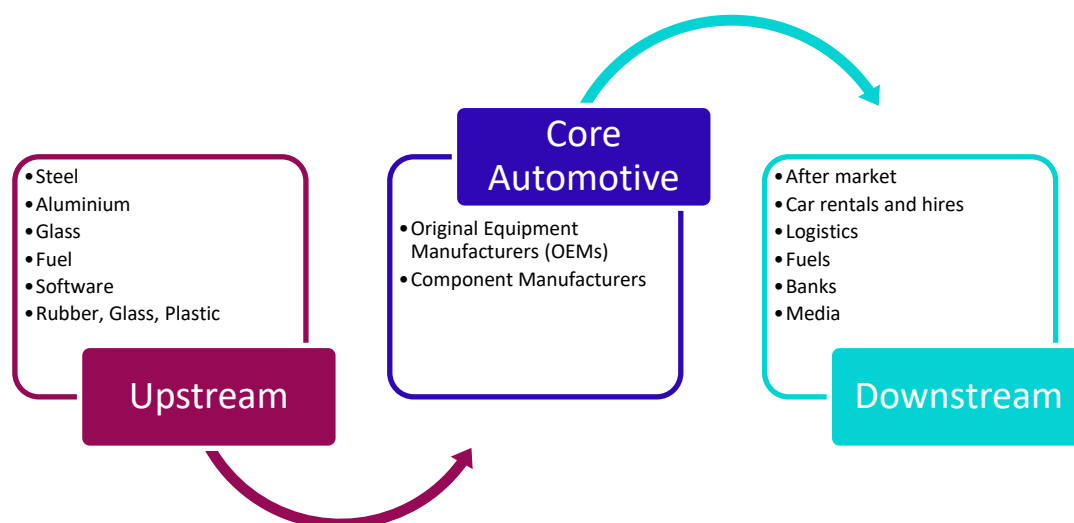 •Steel
•Aluminium
•Glass
•Fuel
•Software
•Rubber, Glass, Plastic
Upstream
Core
Automotive
•Original Equipment
Manufacturers (OEMs)
•Component Manufacturers
•After market
•Car rentals and hires
•Logistics
•Fuels
•Banks
•Media
Downstream